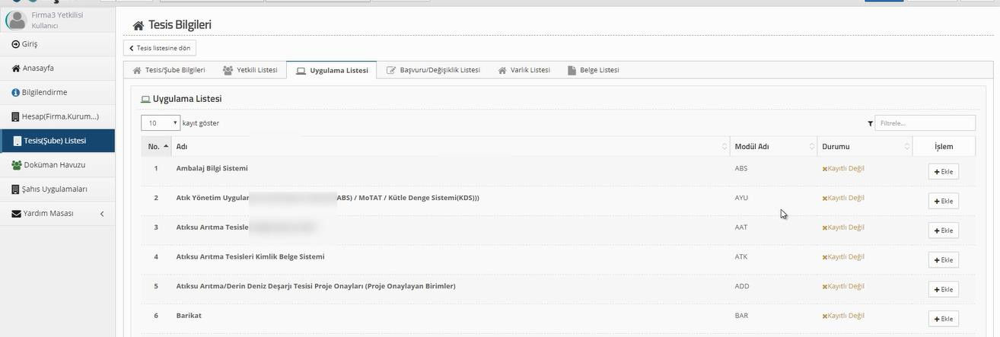 Firma3 Yetkilisi
Kullanıcı
Giriş
Anasayfa
Bilgilendirme
Hesap(Firma,Kurum...)
Tesis(Şube) Listesi
Doküman Havuzu
Şahıs Uygulamaları
Yardım Masası
Tesis Bilgileri
Tesis listesine dön
Tesis/Şube Bilgileri Yetkili Listesi Uygulama Listesi Başvuru/Değişiklik Listesi Varlık Listesi Belge Listesi
Uygulama Listesi
10 kayıt göster Filtrele...
No. Adı Modül Adı Durumu İşlem
1 Ambalaj Bilgi Sistemi ABS Kayıtlı Değil Ekle
2 Atık Yönetim ABS) / MoTAT / Kütle Denge Sistemi(KDS))) AYU Kayıtlı Değil Ekle
3 Atıksu Arıtma AAT Kayıtlı Değil Ekle
4 Atıksu Arıtma Tesisleri Kimlik Belge Sistemi ATK Kayıtlı Değil Ekle
5 Atıksu Arıtma/Derin Deniz Deşarjı Tesisi Proje Onayları (Proje Onaylayan Birimler) ADD Kayıtlı Değil Ekle
6 Barikat BAR Kayıtlı Değil Ekle